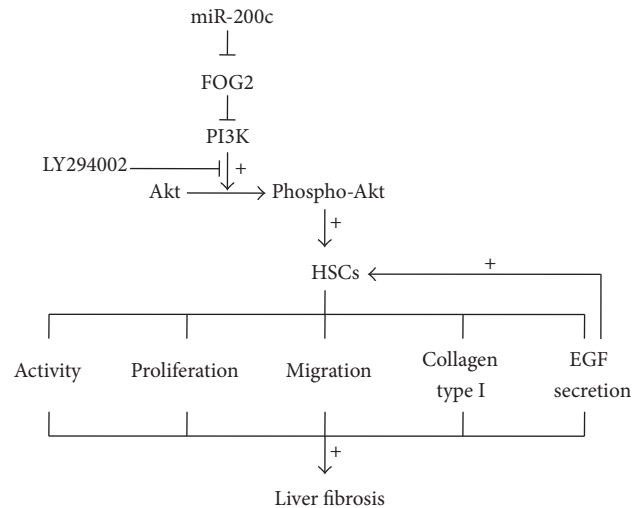 miR-200c
FOG2
PI3K
LY294002
+
Akt
Phospho-Akt
+
HSCs
+
Activity
Proliferation
Migration
Collagen
type I
EGF
secretion
+
Liver fibrosis